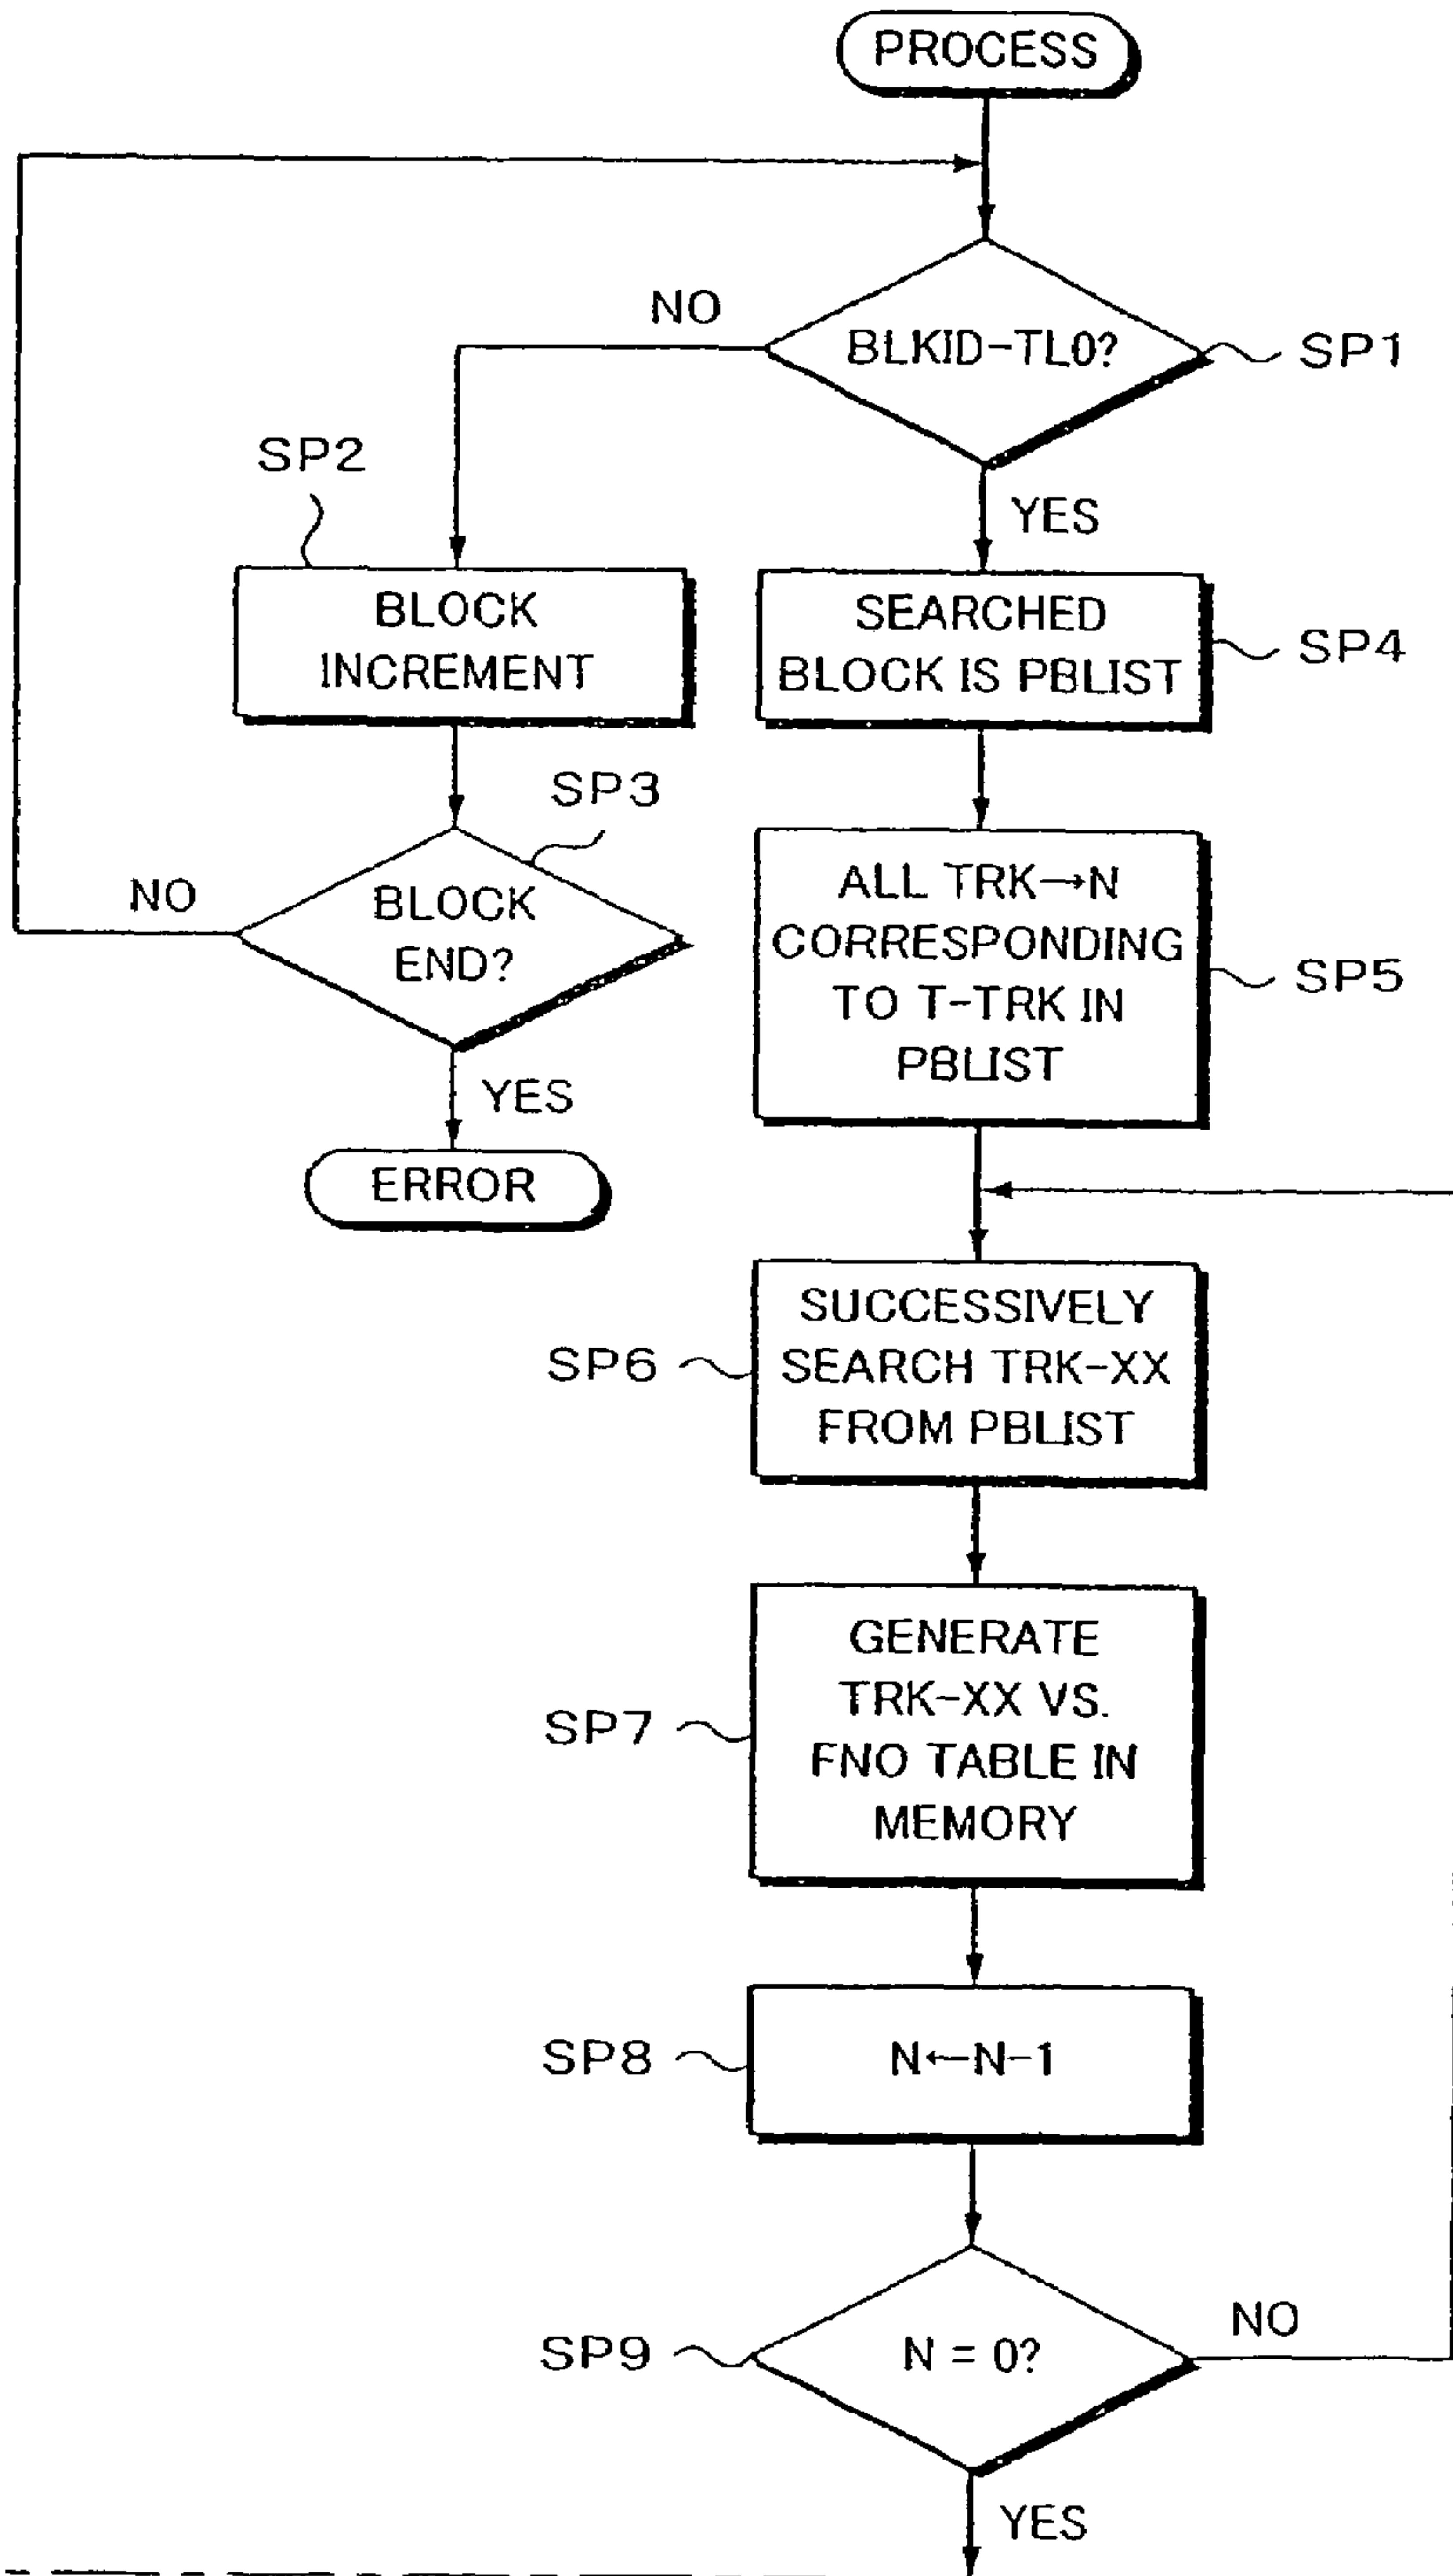 PROCESS
NO
BLKID-TL0?
SP1
SP2
YES
BLOCK
INCREMENT
SEARCHED
BLOCK IS PBLIST
SP4
SP3
NO
BLOCK
END?
ALL TRK→N
CORRESPONDING
TO T-TRK IN
PBLIST
SP5
YES
ERROR
SP6
SUCCESSIVELY
SEARCH TRK-XX
FROM PBLIST
SP7
GENERATE
TRK-XX VS.
FNO TABLE IN
MEMORY
SP8
N←N-1
SP9
N = 0?
NO
YES